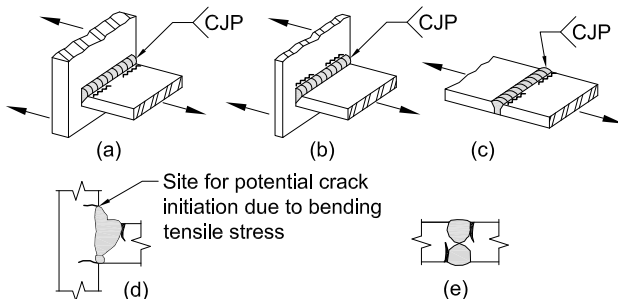 CJP
CJP
CJP
(a)
(b)
(c)
Site for potential crack
initiation due to bending
tensile stress
(d)
(e)